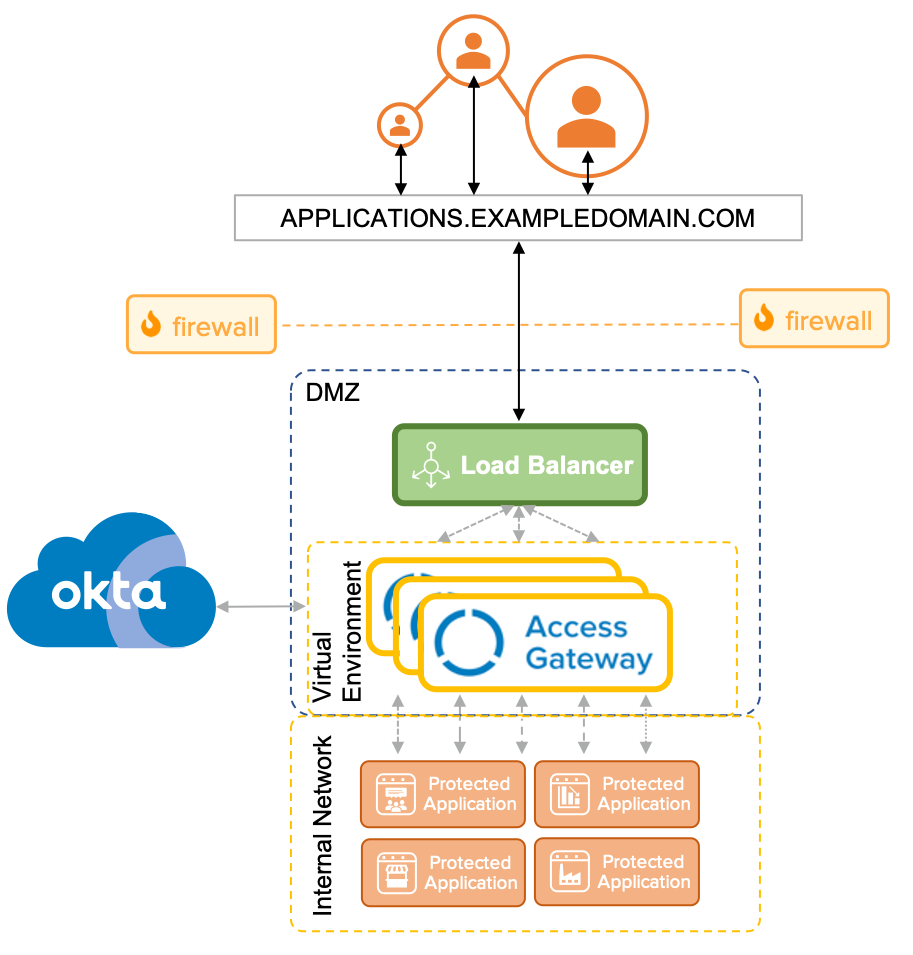 APPLICATIONS.EXAMPLEDOMAIN.COM
firewall
firewall
DMZ
Load Balancer
okta
Virtual
Environment
Access
Gateway
Internal Network
Protected
Application
Protected
Application
Protected
Application
Protected
Application